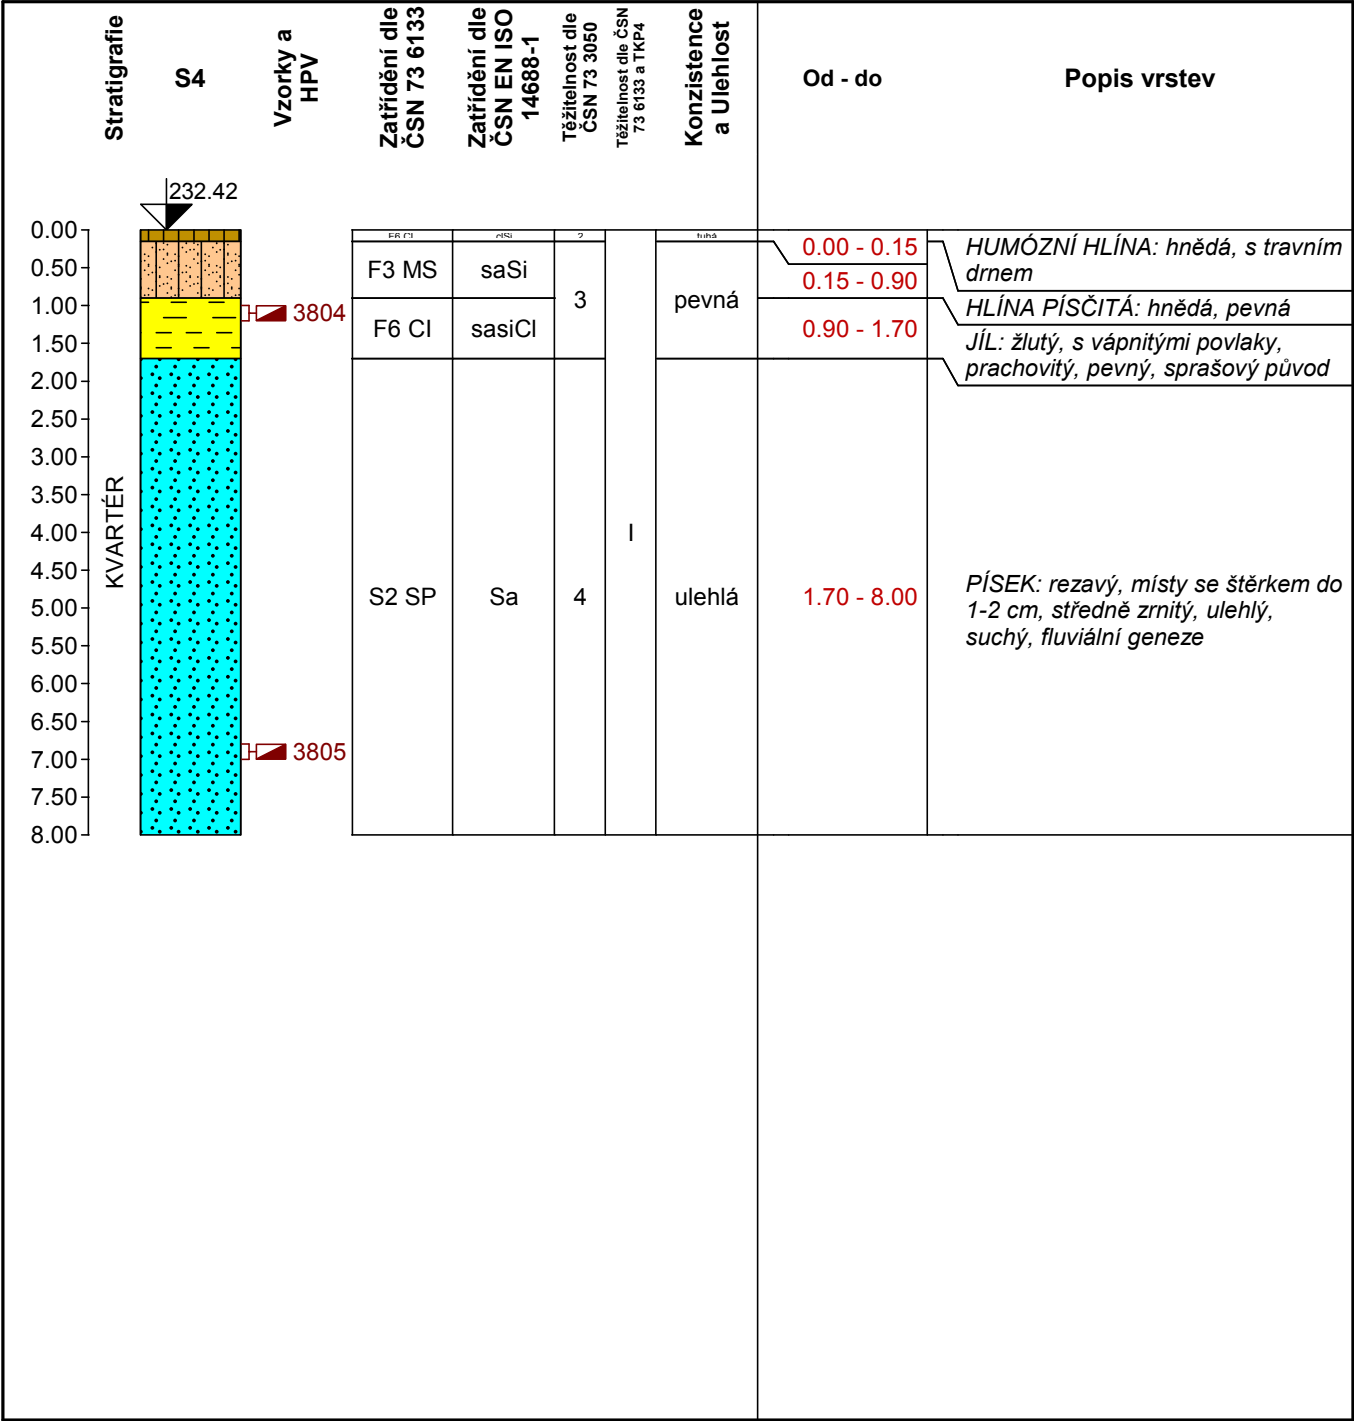 Stratigrafie
S4
Vzorky a
HPV
Zatřídění dle
ČSN 73 6133
Zatřídění dle
ČSN EN ISO
14688-1
Těžitelnost dle
ČSN 73 3050
Těžitelnost dle ČSN
73 6133 a TKP4
Konzistence
a Ulehlost
Od - do
Popis vrstev
232.42
0.00
0.50
1.00
1.50
2.00
2.50
3.00
3.50
4.00
4.50
5.00
5.50
6.00
6.50
7.00
7.50
8.00
KVARTÉR
3804
3805
F6 CI
clSi
2
tuhá
F3 MS
saSi
3
pevná
F6 CI
sasiCl
I
S2 SP
Sa
4
ulehlá
0.00 - 0.15
HUMÓZNÍ HLÍNA: hnědá, s travním
drnem
0.15 - 0.90
HLÍNA PÍSČITÁ: hnědá, pevná
0.90 - 1.70
JÍL: žlutý, s vápnitými povlaky,
prachovitý, pevný, sprašový původ
1.70 - 8.00
PÍSEK: rezavý, místy se štěrkem do
1-2 cm, středně zrnitý, ulehlý,
suchý, fluviální geneze